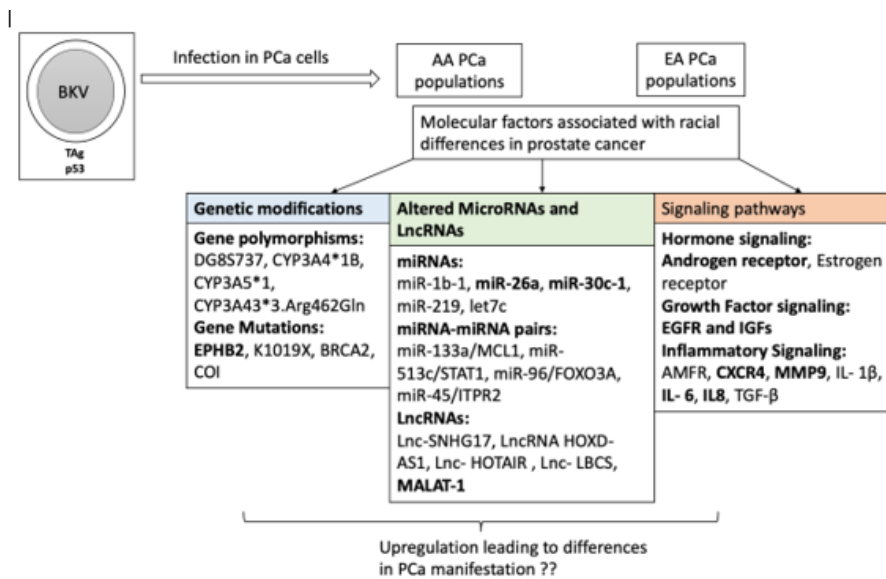 BKV
TAg
p53
Infection in PCa cells
AA PCa
populations
EA PCa
populations
Molecular factors associated with racial
differences in prostate cancer
Genetic modifications
Gene polymorphisms:
DG8S737, CYP3A4*1B,
CYP3A5*1,
CYP3A43*3.Arg462Gln
Gene Mutations:
EPHB2, K1019X, BRCA2,
COI
Altered MicroRNAs and
LncRNAs
miRNAs:
miR-1b-1, miR-26a, miR-30c-1,
miR-219, let7c
miRNA-miRNA pairs:
miR-133a/MCL1, miR-
513c/STAT1, miR-96/FOXO3A,
miR-45/ITPR2
LncRNAs:
Lnc-SNHG17, LncRNA HOXD-
AS1, Lnc- HOTAIR , Lnc- LBCS,
MALAT-1
Signaling pathways
Hormone signaling:
Androgen receptor, Estrogen
receptor
Growth Factor signaling:
EGFR and IGFs
Inflammatory Signaling:
AMFR, CXCR4, MMP9, IL- 1β,
IL- 6, IL8, TGF-β
Upregulation leading to differences
in PCa manifestation ??